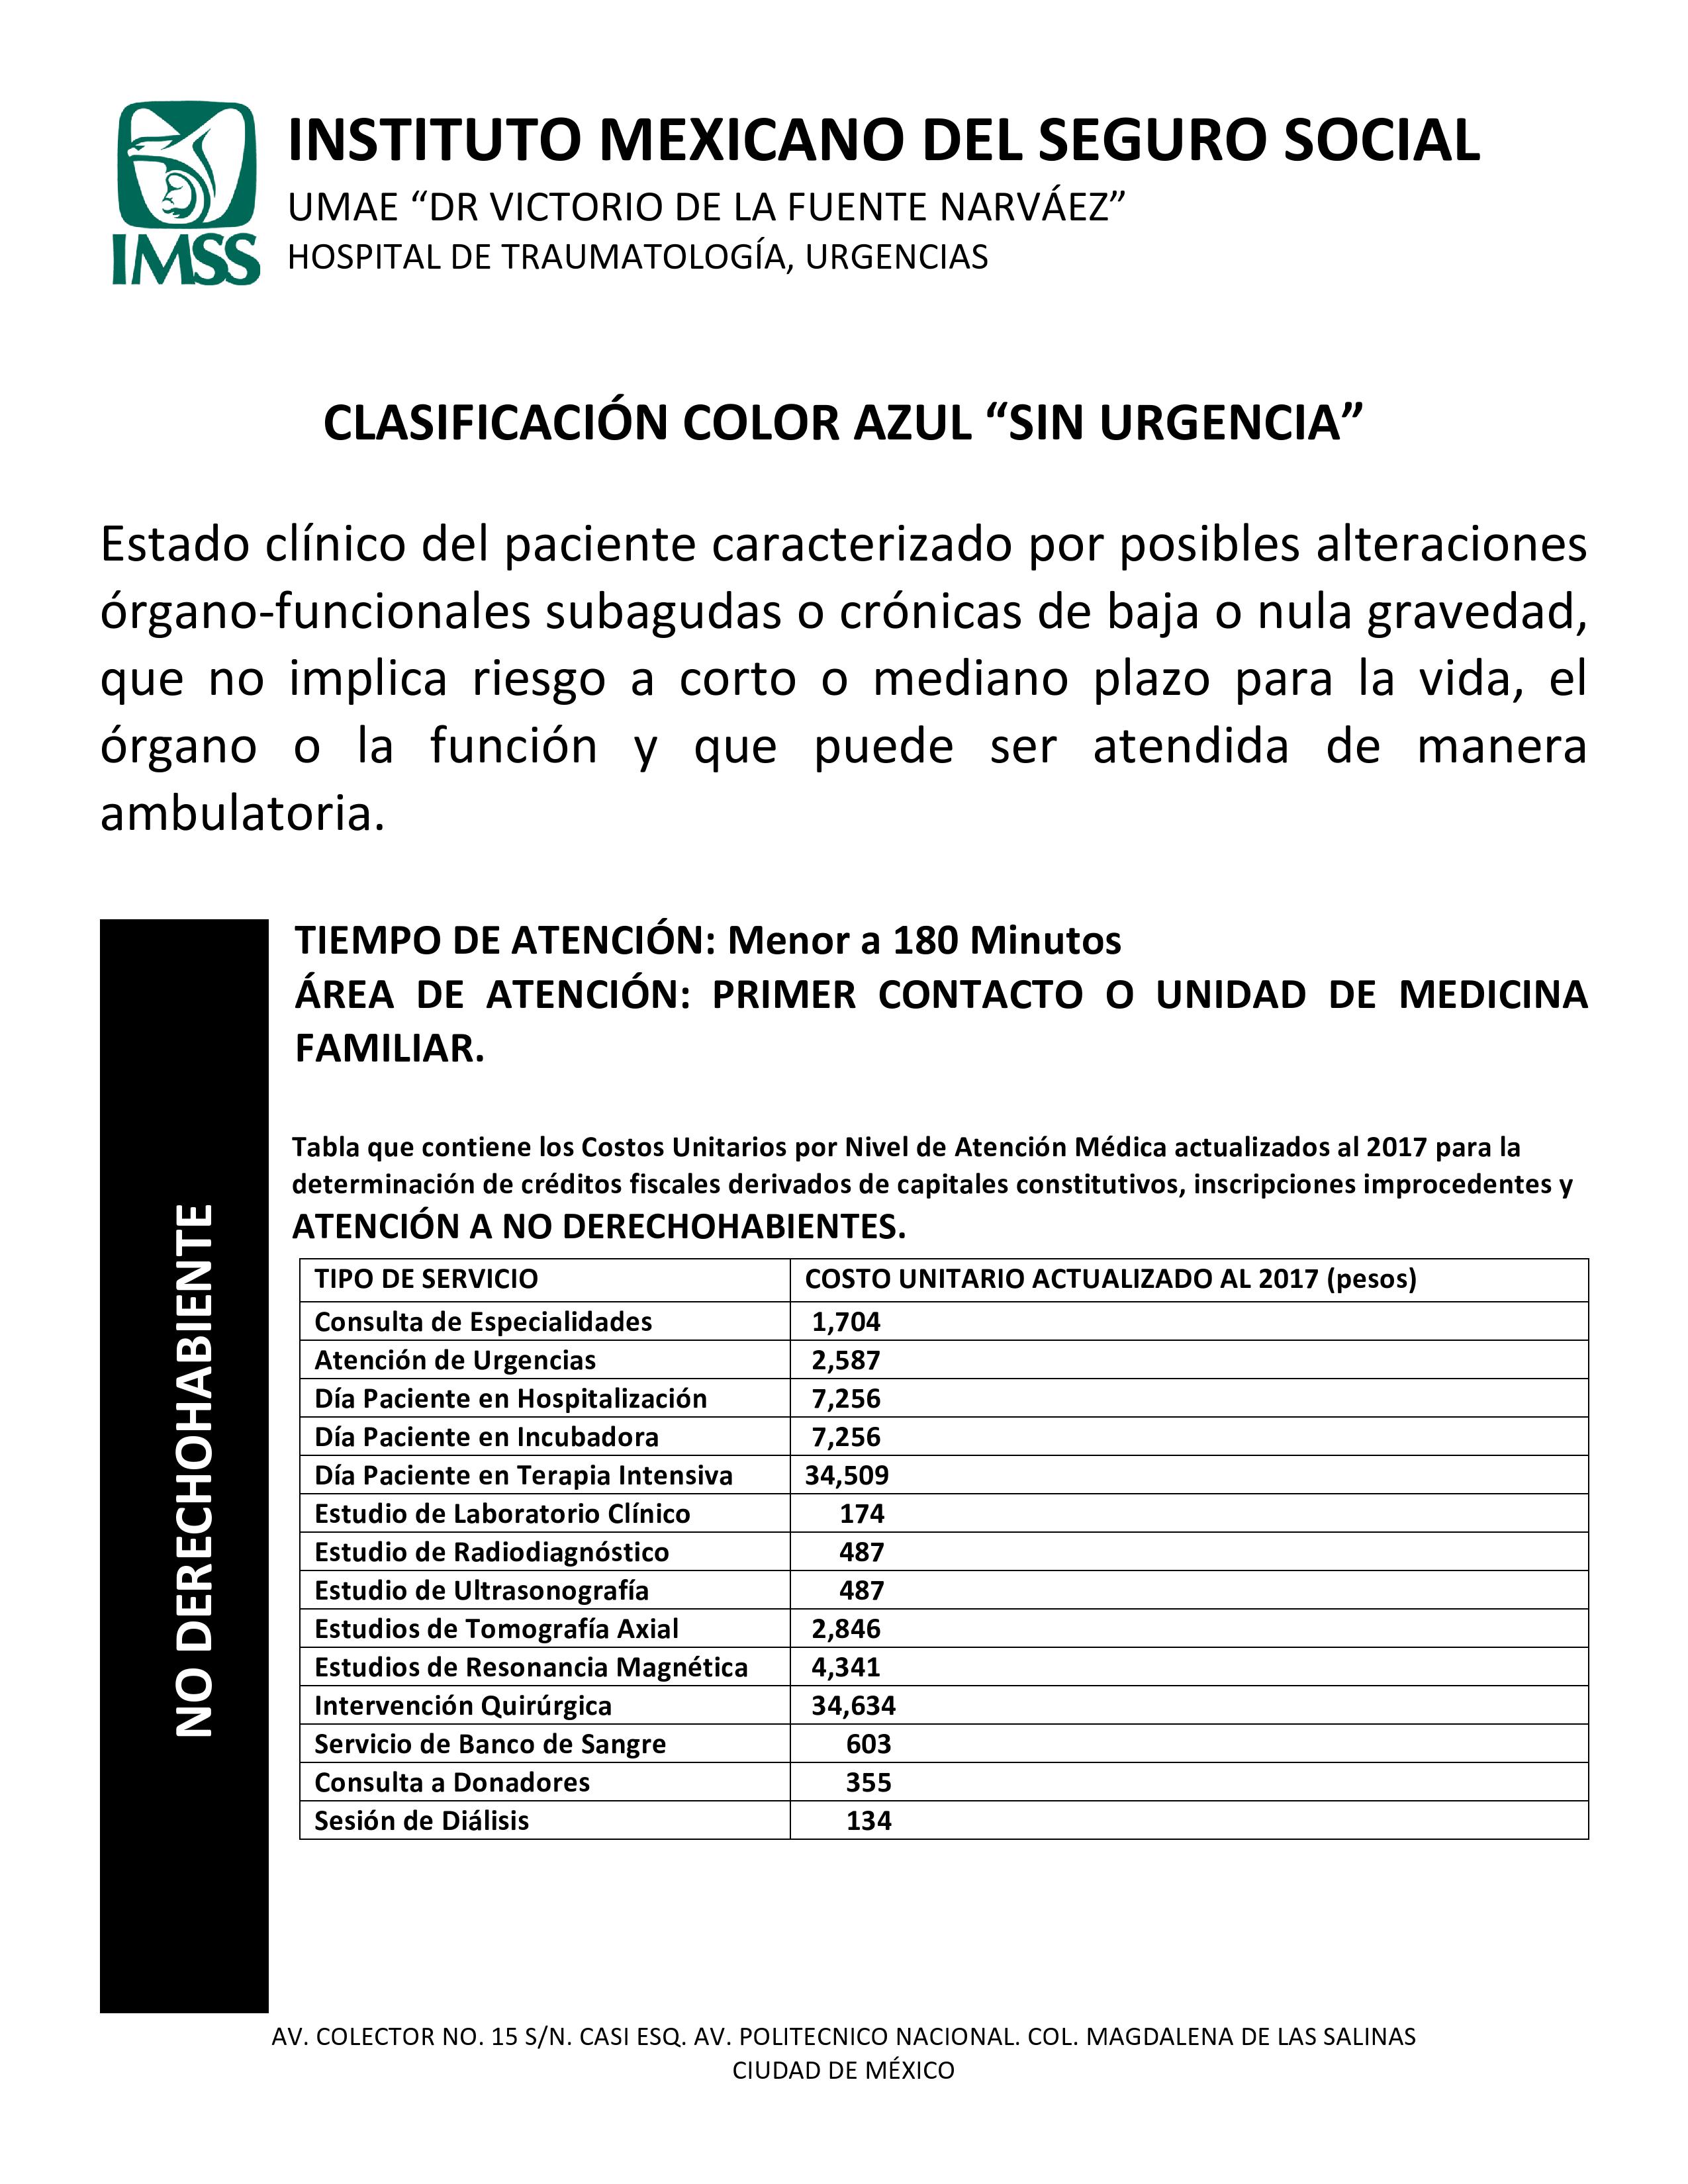 IMSS
INSTITUTO MEXICANO DEL SEGURO SOCIAL
UMAE “DR VICTORIO DE LA FUENTE NARVÁEZ”
HOSPITAL DE TRAUMATOLOGÍA, URGENCIAS
CLASIFICACIÓN COLOR AZUL “SIN URGENCIA”
Estado clínico del paciente caracterizado por posibles alteraciones
órgano-funcionales subagudas o crónicas de baja o nula gravedad,
que no implica riesgo a corto o mediano plazo para la vida, el
órgano o la función y que puede ser atendida de manera
ambulatoria.
NO DERECHOHABIENTE
TIEMPO DE ATENCIÓN: Menor a 180 Minutos
ÁREA DE ATENCIÓN: PRIMER CONTACTO O UNIDAD DE MEDICINA
FAMILIAR.
Tabla que contiene los Costos Unitarios por Nivel de Atención Médica actualizados al 2017 para la
determinación de créditos fiscales derivados de capitales constitutivos, inscripciones improcedentes y
ATENCIÓN A NO DERECHOHABIENTES.
TIPO DE SERVICIO COSTO UNITARIO ACTUALIZADO AL 2017 (pesos)
Consulta de Especialidades 1,704
Atención de Urgencias 2,587
Día Paciente en Hospitalización 7,256
Día Paciente en Incubadora 7,256
Día Paciente en Terapia Intensiva 34,509
Estudio de Laboratorio Clínico 174
Estudio de Radiodiagnóstico 487
Estudio de Ultrasonografía 487
Estudios de Tomografía Axial 2,846
Estudios de Resonancia Magnética 4,341
Intervención Quirúrgica 34,634
Servicio de Banco de Sangre 603
Consulta a Donadores 355
Sesión de Diálisis 134
AV. COLECTOR NO. 15 S/N. CASI ESQ. AV. POLITECNICO NACIONAL. COL. MAGDALENA DE LAS SALINAS
CIUDAD DE MÉXICO